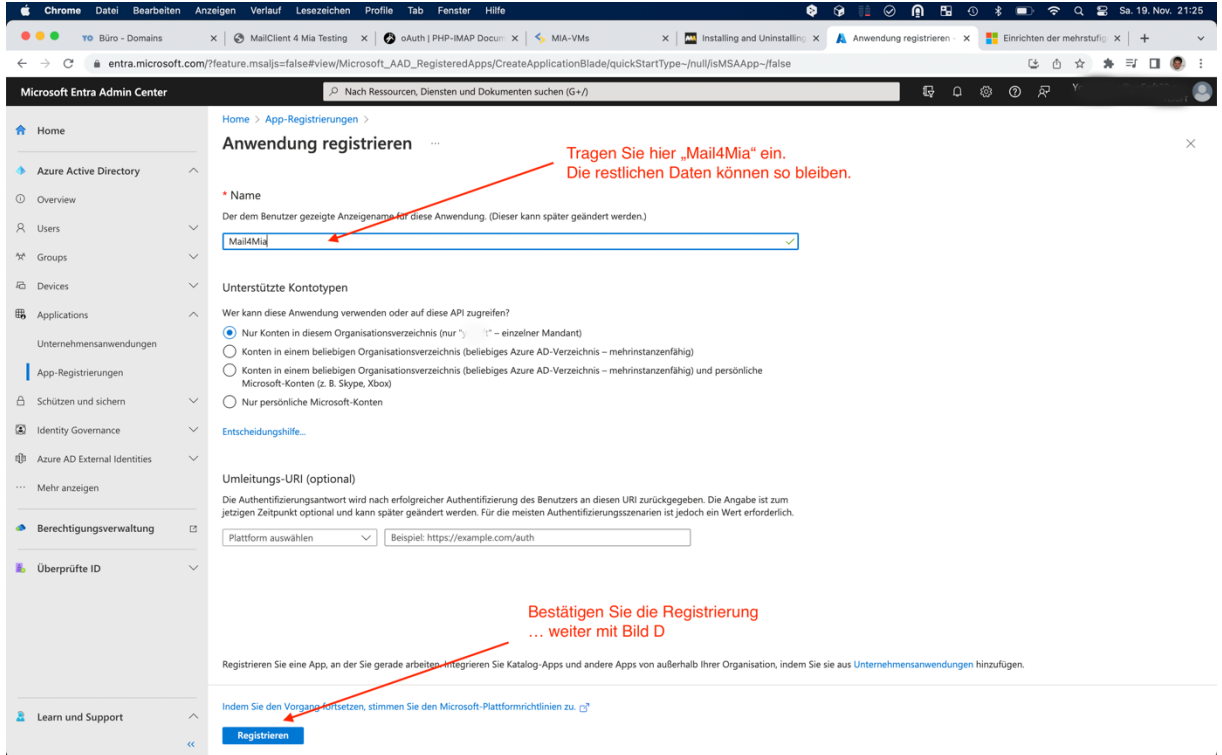 Chrome Datei Bearbeiten Anzeigen Verlauf Lesezeichen Profile Tab Fenster Hilfe Sa. 19. Nov. 21:25
TO Büro - Domains MailClient 4 Mia Testing oAuth | PHP-IMAP Docum MIA-VMs Installing and Uninstalling Anwendung registrieren - Einrichten der mehrstufig
entra.microsoft.com/?feature.msaljs=false#view/Microsoft_AAD_RegisteredApps/CreateApplicationBlade/quickStartType~/null/isMSAApp~/false
Microsoft Entra Admin Center
Nach Ressourcen, Diensten und Dokumenten suchen (G+/)
Home
Azure Active Directory
Overview
Users
Groups
Devices
Applications
Unternehmensanwendungen
App-Registrierungen
Schützen und sichern
Identity Governance
Azure AD External Identities
Mehr anzeigen
Berechtigungsverwaltung
Überprüfte ID
Learn und Support
Home > App-Registrierungen >
Anwendung registrieren ...
Tragen Sie hier „Mail4Mia“ ein.
Die restlichen Daten können so bleiben.
* Name
Der dem Benutzer gezeigte Anzeigename für diese Anwendung. (Dieser kann später geändert werden.)
Mail4Mia
Unterstützte Kontotypen
Wer kann diese Anwendung verwenden oder auf diese API zugreifen?
Nur Konten in diesem Organisationsverzeichnis (nur " " – einzelner Mandant)
Konten in einem beliebigen Organisationsverzeichnis (beliebiges Azure AD-Verzeichnis – mehrinstanzenfähig)
Konten in einem beliebigen Organisationsverzeichnis (beliebiges Azure AD-Verzeichnis – mehrinstanzenfähig) und persönliche
Microsoft-Konten (z. B. Skype, Xbox)
Nur persönliche Microsoft-Konten
Entscheidungshilfe...
Umleitungs-URI (optional)
Die Authentifizierungsantwort wird nach erfolgreicher Authentifizierung des Benutzers an diesen URI zurückgegeben. Die Angabe ist zum
jetzigen Zeitpunkt optional und kann später geändert werden. Für die meisten Authentifizierungsszenarien ist jedoch ein Wert erforderlich.
Plattform auswählen
Beispiel: https://example.com/auth
Bestätigen Sie die Registrierung
… weiter mit Bild D
Registrieren Sie eine App, an der Sie gerade arbeiten. Integrieren Sie Katalog-Apps und andere Apps von außerhalb Ihrer Organisation, indem Sie sie aus Unternehmensanwendungen hinzufügen.
Indem Sie den Vorgang fortsetzen, stimmen Sie den Microsoft-Plattformrichtlinien zu.
Registrieren